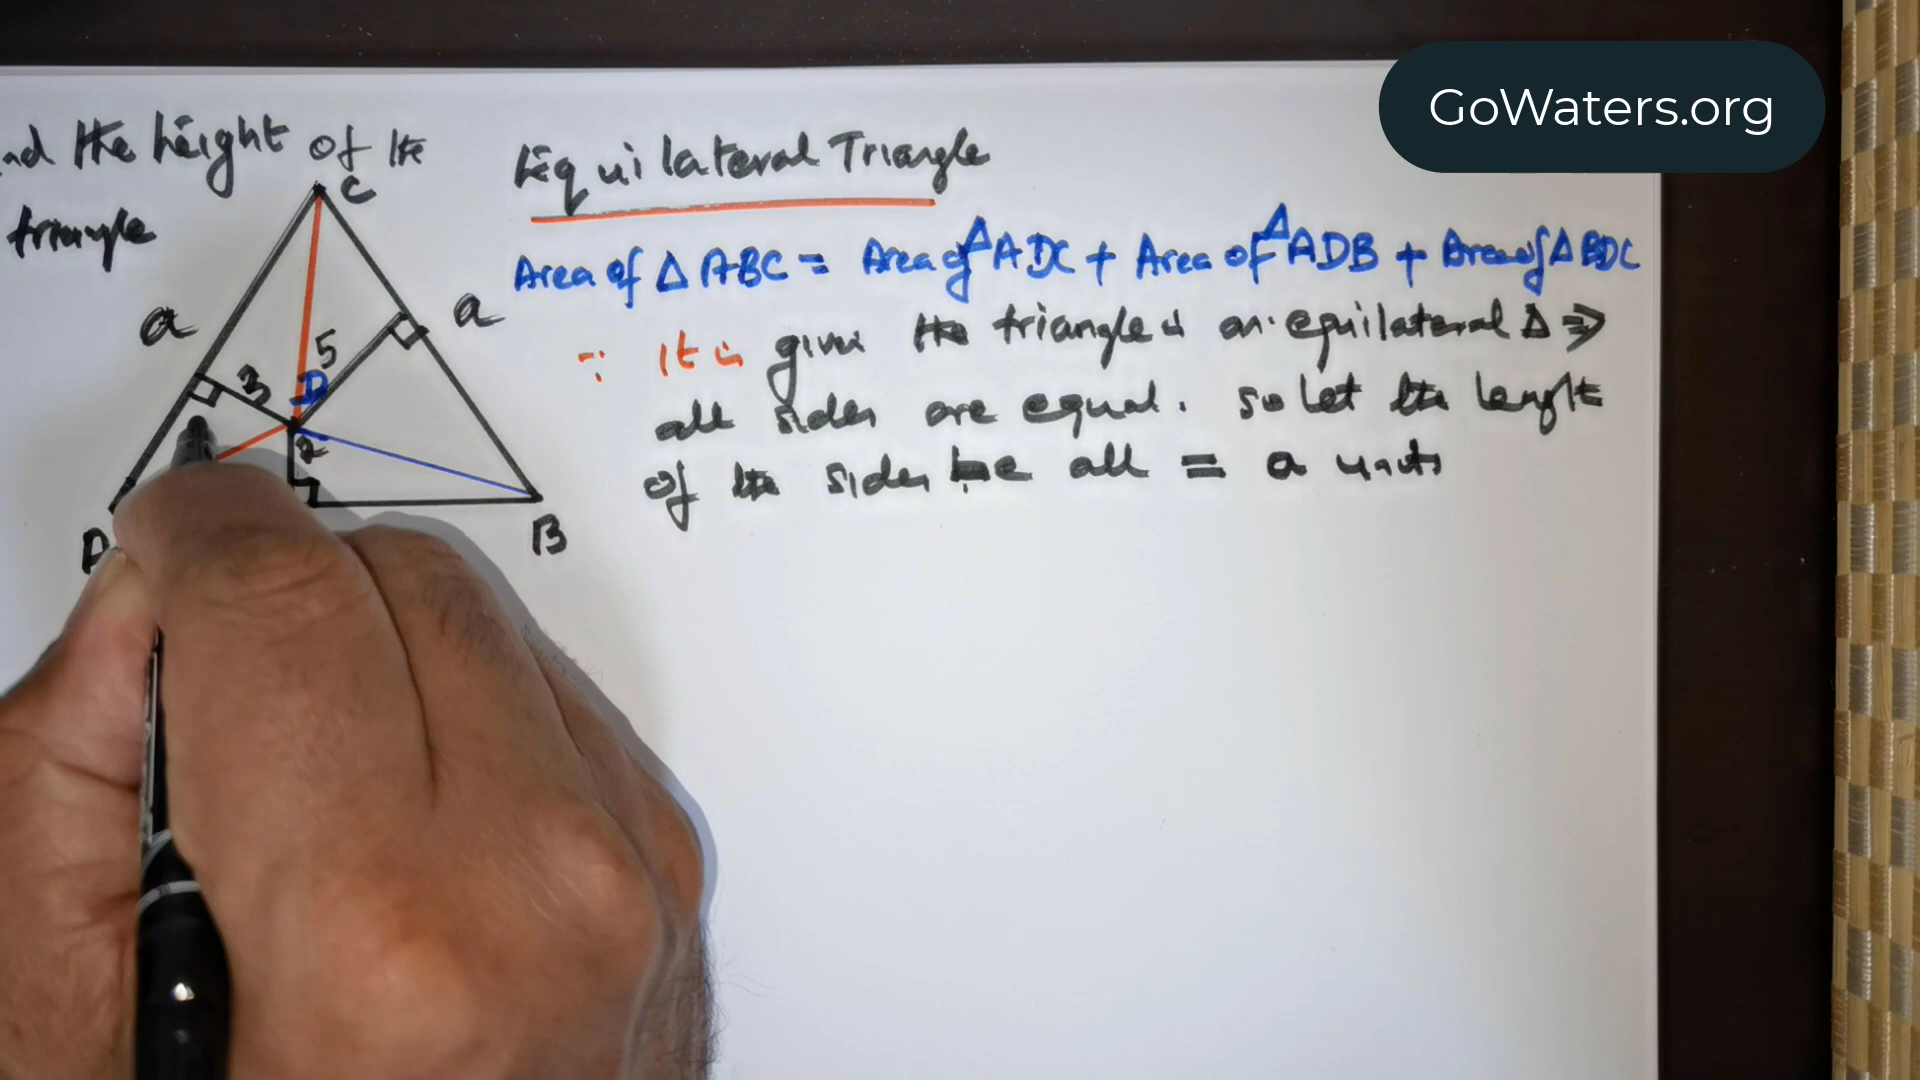 GoWaters.org
nd the height of the
triangle
Equilateral Triangle
Area of Δ ABC = Area of Δ ADC + Area of Δ ADB + Area of Δ BDC
∵ It is given the triangle is an equilateral Δ ⇒
all sides are equal. so let the length
of the sides be all = a units
C
a
a
5
3
D
2
A
B